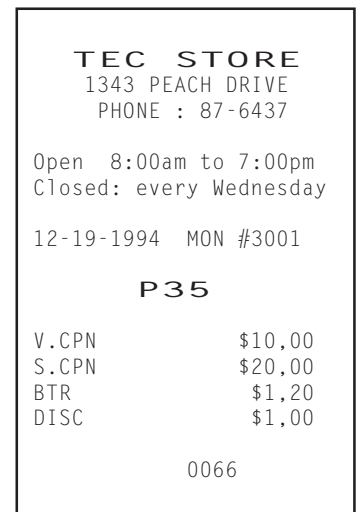 TEC STORE
1343 PEACH DRIVE
PHONE : 87-6437
Open 8:00am to 7:00pm
Closed: every Wednesday
12-19-1994 MON #3001
P35
V.CPN $10,00
S.CPN $20,00
BTR $1,20
DISC $1,00
0066